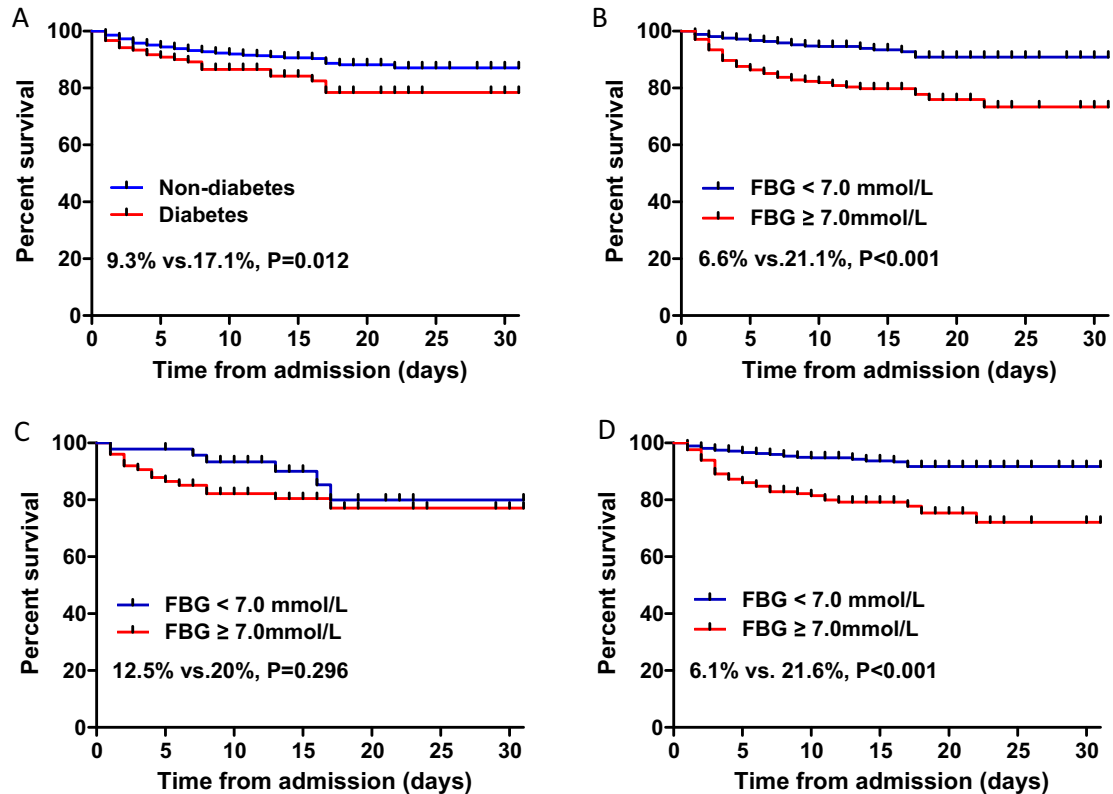 A
Percent survival
100
80
60
40
20
0
Non-diabetes
Diabetes
9.3% vs.17.1%, P=0.012
0 5 10 15 20 25 30
Time from admission (days)
B
Percent survival
100
80
60
40
20
0
FBG < 7.0 mmol/L
FBG ≥ 7.0mmol/L
6.6% vs.21.1%, P<0.001
0 5 10 15 20 25 30
Time from admission (days)
C
Percent survival
100
80
60
40
20
0
FBG < 7.0 mmol/L
FBG ≥ 7.0mmol/L
12.5% vs.20%, P=0.296
0 5 10 15 20 25 30
Time from admission (days)
D
Percent survival
100
80
60
40
20
0
FBG < 7.0 mmol/L
FBG ≥ 7.0mmol/L
6.1% vs. 21.6%, P<0.001
0 5 10 15 20 25 30
Time from admission (days)